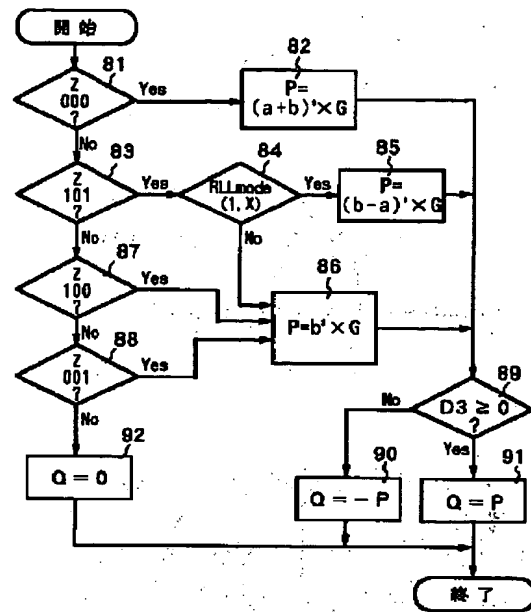 開始
81
Z
000
?
Yes
No
82
P=
(a+b)'×G
83
Z
101
?
Yes
No
84
RLLmode
(1, X)
Yes
No
85
P=
(b-a)'×G
87
Z
100
?
Yes
No
86
P=b'×G
88
Z
001
?
Yes
No
89
D3≥0
?
No
Yes
92
Q=0
90
Q=-P
91
Q=P
終了